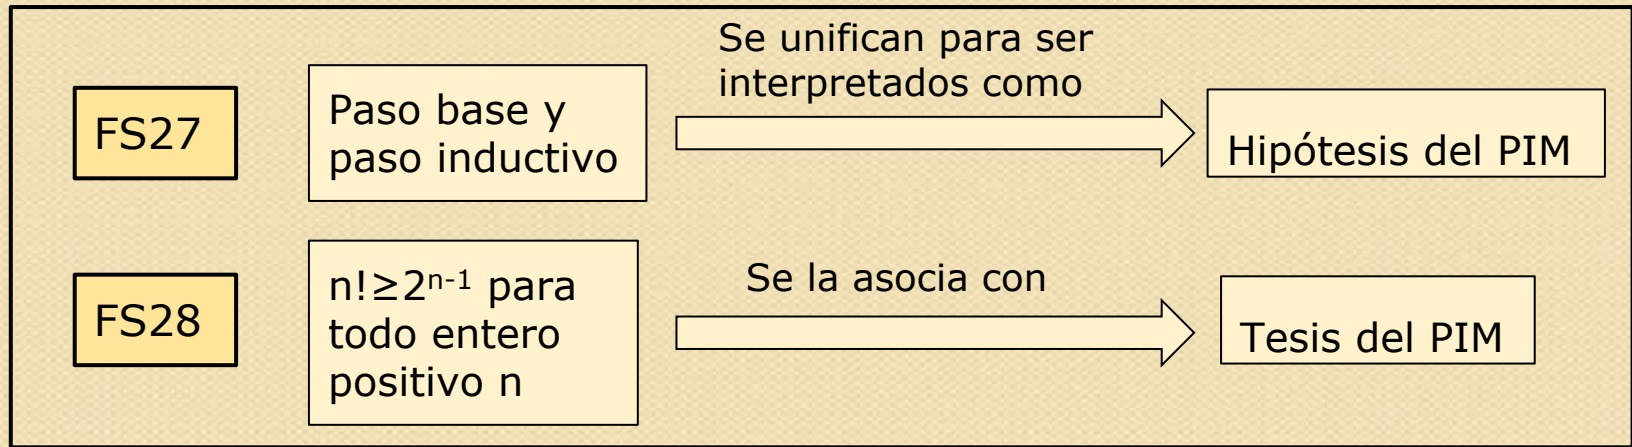 FS27
Paso base y
paso inductivo
Se unifican para ser
interpretados como
Hipótesis del PIM
FS28
n!≥2ⁿ⁻¹ para
todo entero
positivo n
Se la asocia con
Tesis del PIM